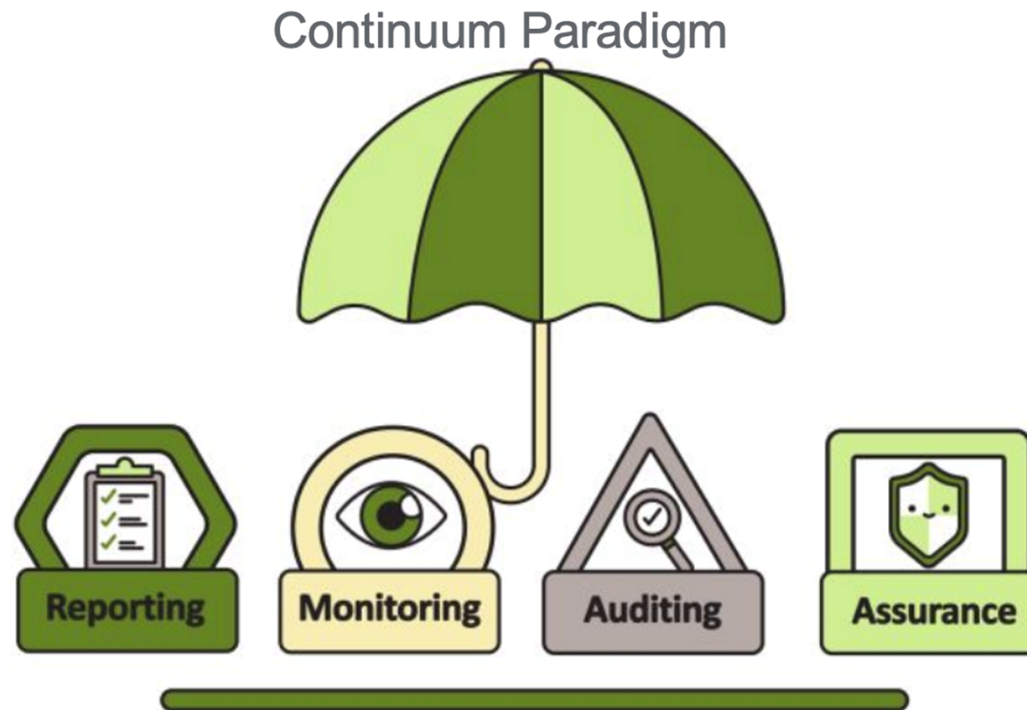 Continuum Paradigm
Reporting
Monitoring
Auditing
Assurance